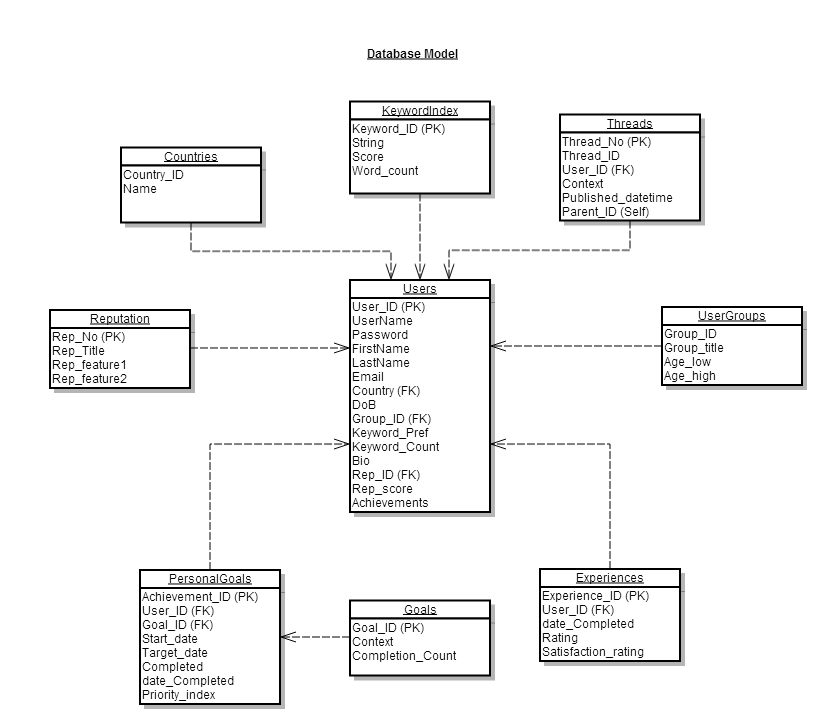 Database Model
KeywordIndex
Keyword_ID (PK)
String
Score
Word_count
Threads
Thread_No (PK)
Thread_ID
User_ID (FK)
Context
Published_datetime
Parent_ID (Self)
Countries
Country_ID
Name
Users
User_ID (PK)
UserName
Password
FirstName
LastName
Email
Country (FK)
DoB
Group_ID (FK)
Keyword_Pref
Keyword_Count
Bio
Rep_ID (FK)
Rep_score
Achievements
Reputation
Rep_No (PK)
Rep_Title
Rep_feature1
Rep_feature2
UserGroups
Group_ID
Group_title
Age_low
Age_high
PersonalGoals
Achievement_ID (PK)
User_ID (FK)
Goal_ID (FK)
Start_date
Target_date
Completed
date_Completed
Priority_index
Goals
Goal_ID (PK)
Context
Completion_Count
Experiences
Experience_ID (PK)
User_ID (FK)
date_Completed
Rating
Satisfaction_rating